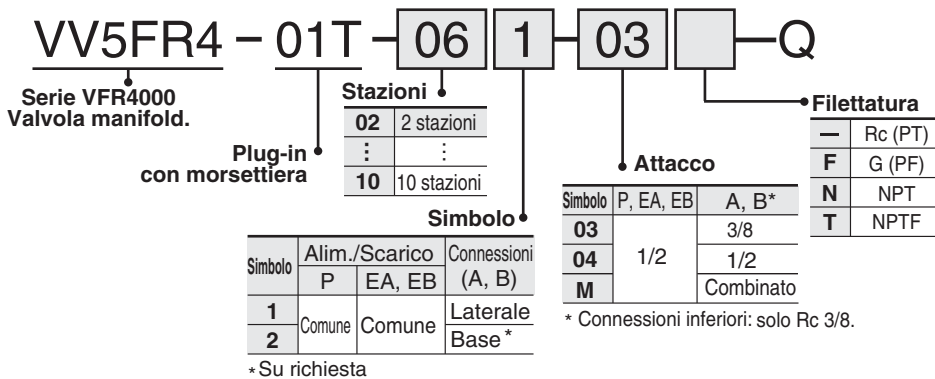 VV5FR4 – 01T – 06 1 – 03 – Q
Serie VFR4000
Valvola manifold.
Plug-in
con morsettiera
Stazioni
02 2 stazioni
⋮ ⋮
10 10 stazioni
Simbolo
Simbolo Alim./Scarico Connessioni (A, B)
P EA, EB
1 Comune Comune Laterale
2 Base*
*Su richiesta
Attacco
Simbolo P, EA, EB A, B*
03 1/2 3/8
04 1/2
M Combinato
* Connessioni inferiori: solo Rc 3/8.
Filettatura
— Rc (PT)
F G (PF)
N NPT
T NPTF